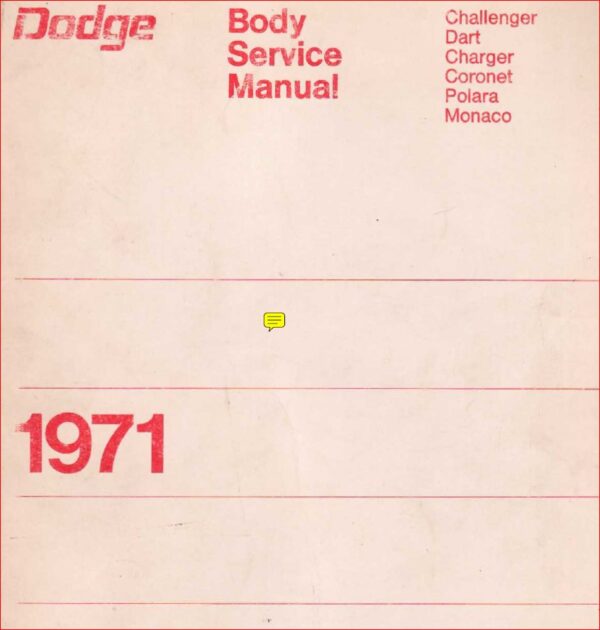 Dodge
Body
Service
Manual
Challenger
Dart
Charger
Coronet
Polara
Monaco
1971